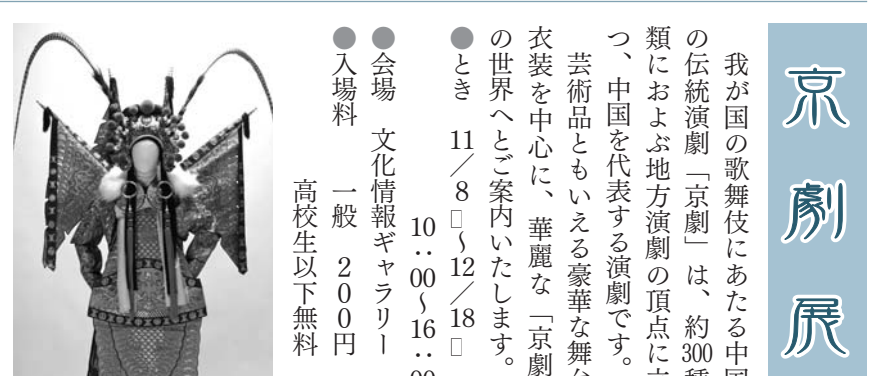 京劇展
我が国の歌舞伎にあたる中国
の伝統演劇「京劇」は、約300種
類におよぶ地方演劇の頂点に
つ、中国を代表する演劇です。
芸術品ともいえる豪華な舞台
衣装を中心に、華麗な「京劇
の世界へとご案内いたします。
●とき 11／8〜12／18
10：00〜16：00
●会場 文化情報ギャラリー
●入場料 一般 200円
高校生以下無料